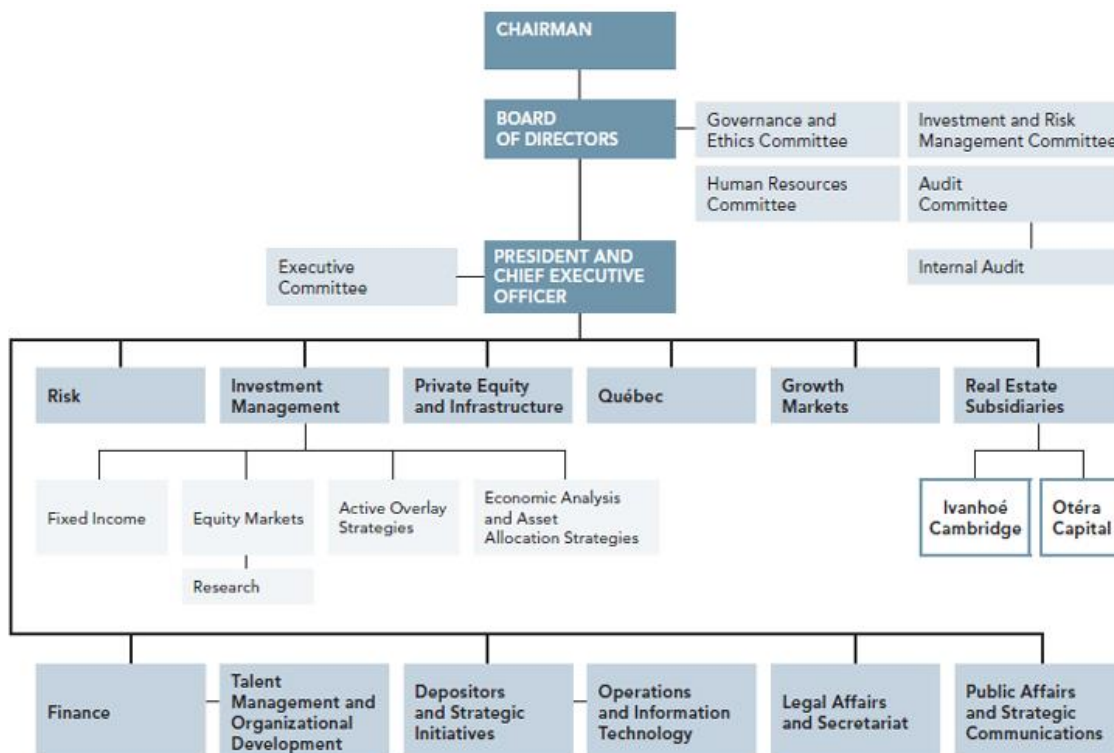 CHAIRMAN
BOARD
OF DIRECTORS
Governance and
Ethics Committee
Investment and Risk
Management Committee
Human Resources
Committee
Audit
Committee
Internal Audit
Executive
Committee
PRESIDENT AND
CHIEF EXECUTIVE
OFFICER
Risk
Investment
Management
Private Equity
and Infrastructure
Québec
Growth
Markets
Real Estate
Subsidiaries
Fixed Income
Equity Markets
Active Overlay
Strategies
Economic Analysis
and Asset
Allocation Strategies
Ivanhoé
Cambridge
Otéra
Capital
Research
Finance
Talent
Management and
Organizational
Development
Depositors
and Strategic
Initiatives
Operations
and Information
Technology
Legal Affairs
and Secretariat
Public Affairs
and Strategic
Communications